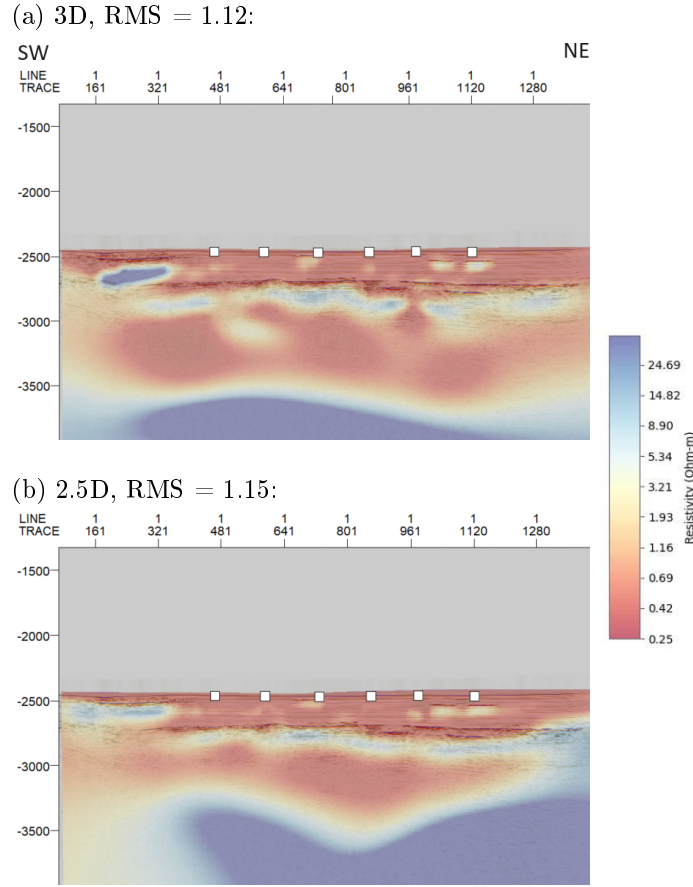 (a) 3D, RMS = 1.12:
SW NE
LINE 1 1 1 1 1 1 1 1
TRACE 161 321 481 641 801 961 1120 1280
-1500
-2000
-2500
-3000
-3500
24.69
14.82
8.90
5.34
3.21
1.93
1.16
0.69
0.42
0.25
Resistivity (Ohm-m)
(b) 2.5D, RMS = 1.15:
LINE 1 1 1 1 1 1 1 1
TRACE 161 321 481 641 801 961 1120 1280
-1500
-2000
-2500
-3000
-3500